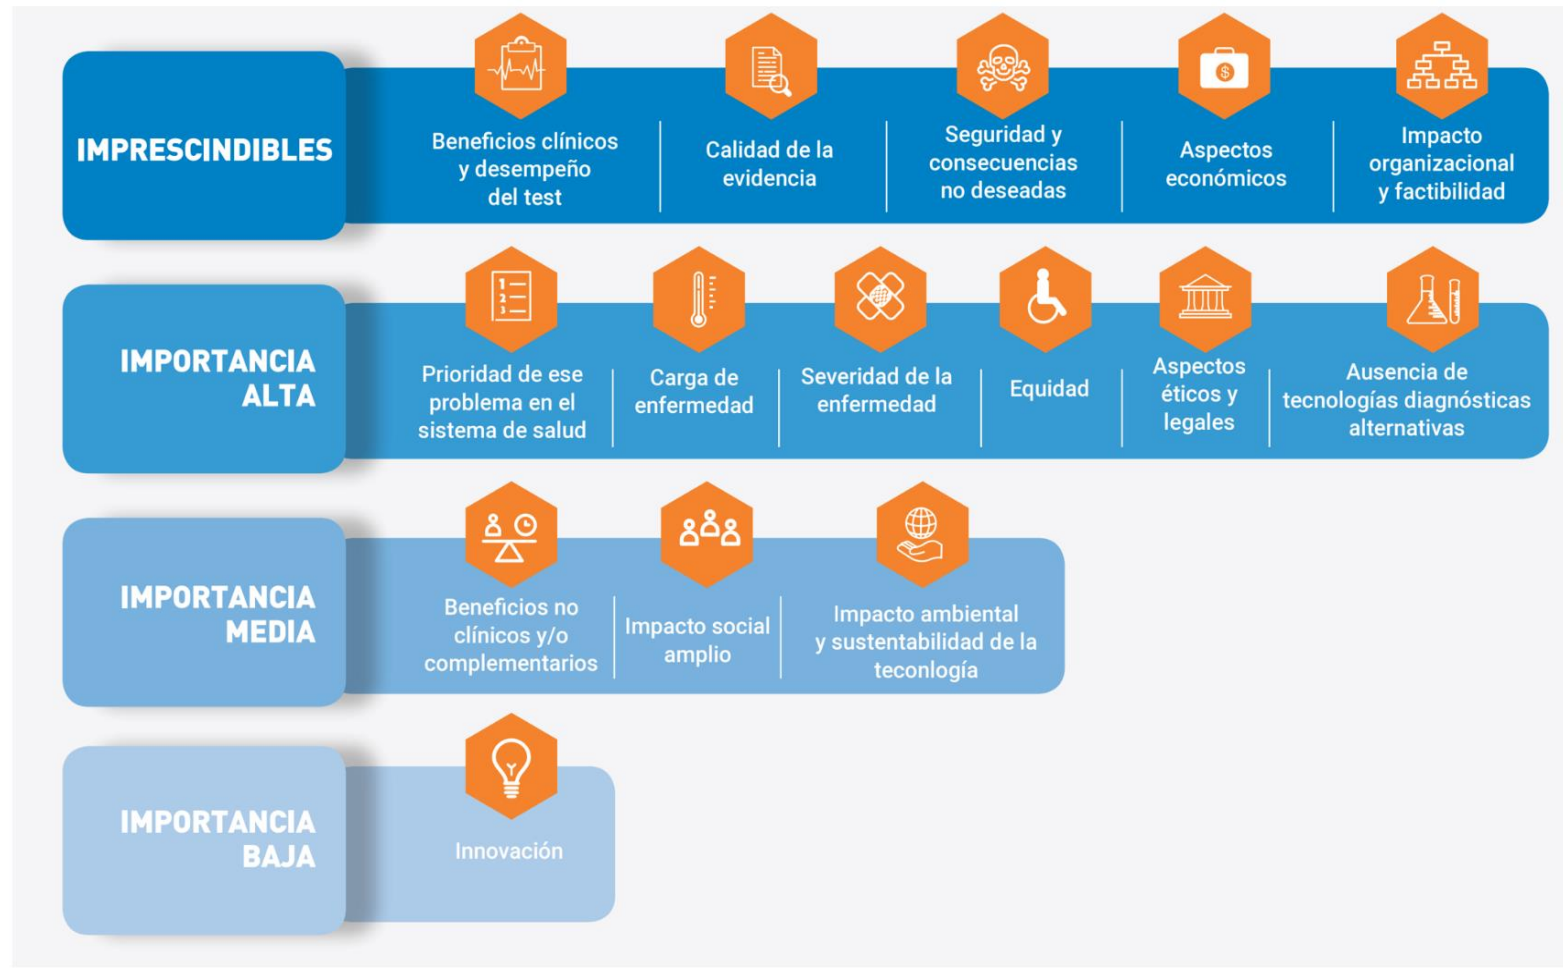 IMPRESCINDIBLES
Beneficios clínicos
y desempeño
del test
Calidad de la
evidencia
Seguridad y
consecuencias
no deseadas
$
Aspectos
económicos
Impacto
organizacional
y factibilidad
IMPORTANCIA
ALTA
1
2
3
Prioridad de ese
problema en el
sistema de salud
Carga de
enfermedad
Severidad de la
enfermedad
Equidad
Aspectos
éticos y
legales
Ausencia de
tecnologías diagnósticas
alternativas
IMPORTANCIA
MEDIA
Beneficios no
clínicos y/o
complementarios
Impacto social
amplio
Impacto ambiental
y sustentabilidad de la
teconlogía
IMPORTANCIA
BAJA
Innovación